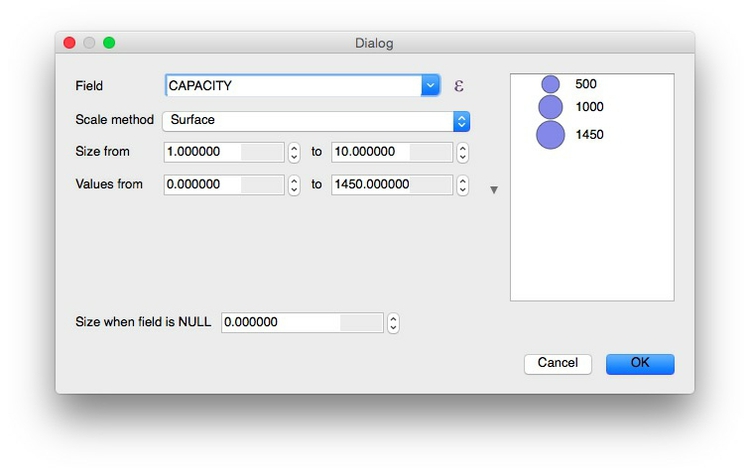 Dialog
Field CAPACITY ε
Scale method Surface
Size from 1.000000 to 10.000000
Values from 0.000000 to 1450.000000
500
1000
1450
Size when field is NULL 0.000000
Cancel OK